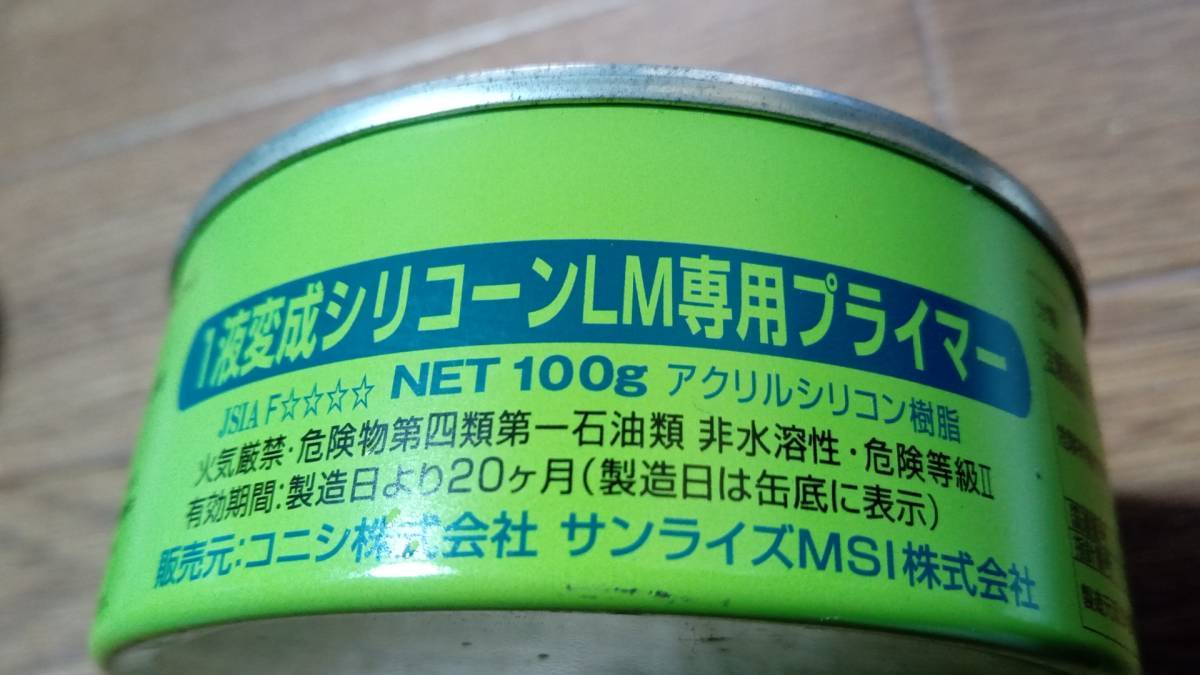 1液変成シリコーンLM専用プライマー
JSIA F☆☆☆☆ NET 100g アクリルシリコン樹脂
火気厳禁・危険物第四類第一石油類 非水溶性・危険等級II
有効期間:製造日より20ヶ月(製造日は缶底に表示)
販売元:コニシ株式会社 サンライズMSI株式会社